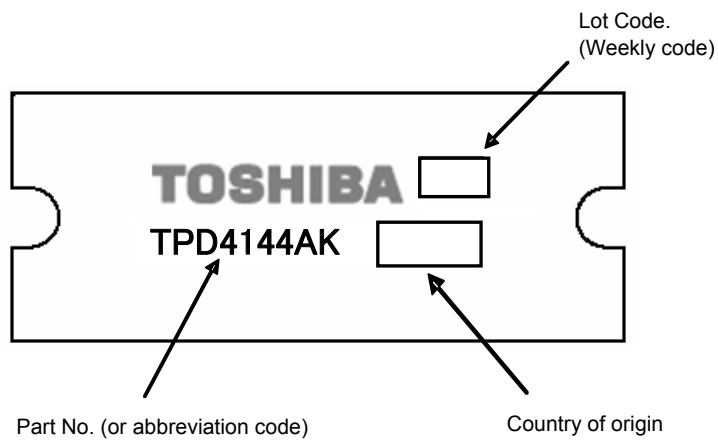 Lot Code.
(Weekly code)
TOSHIBA
TPD4144AK
Part No. (or abbreviation code)
Country of origin